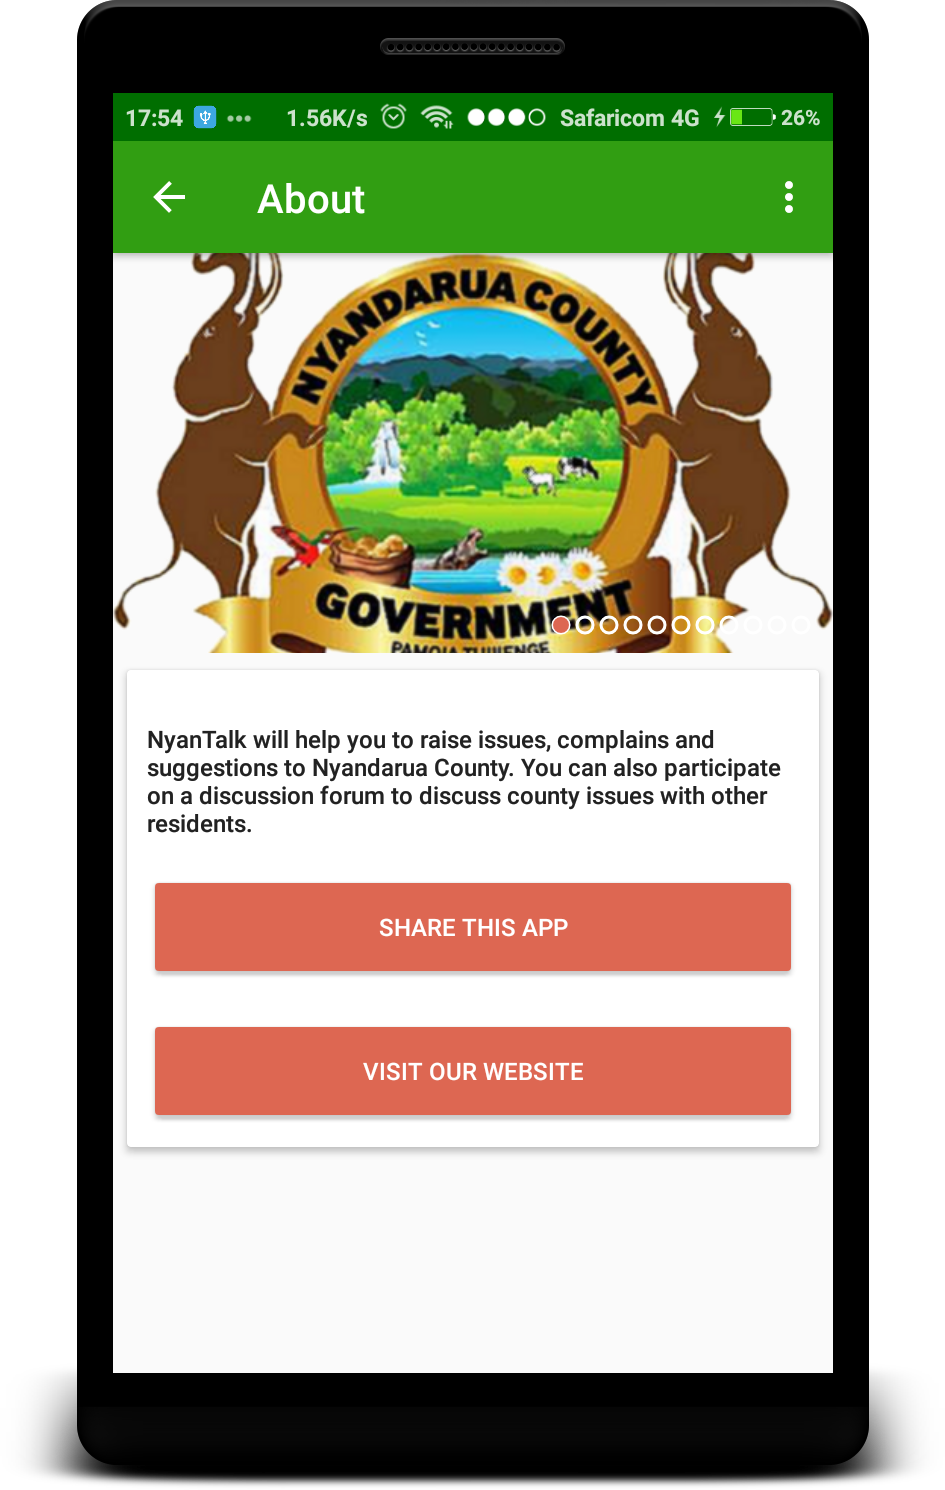 17:54 1.56K/s Safaricom 4G 26%
About
NYANDARUA COUNTY
GOVERNMENT
NyanTalk will help you to raise issues, complains and
suggestions to Nyandarua County. You can also participate
on a discussion forum to discuss county issues with other
residents.
SHARE THIS APP
VISIT OUR WEBSITE